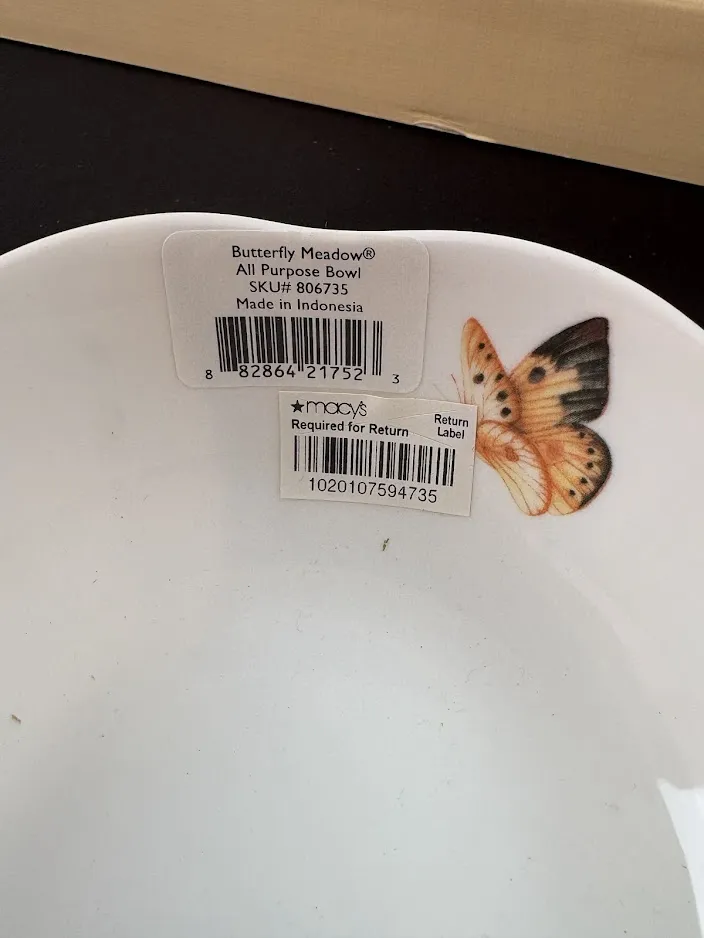 Butterfly Meadow®
All Purpose Bowl
SKU# 806735
Made in Indonesia
8 82864 21752 3
★macy's
Return
Required for Return Label
1020107594735